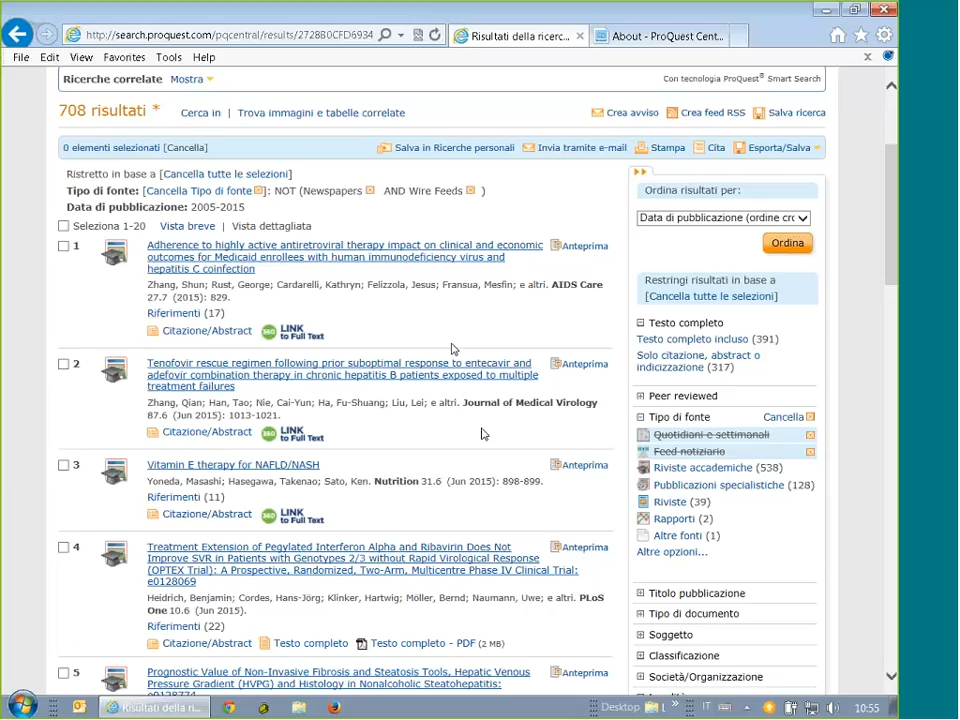 http://search.proquest.com/pqcentral/results/2728B0CFD6934
Risultati della ricerc...
About - ProQuest Cent...
File Edit View Favorites Tools Help
Ricerche correlate Mostra
Con tecnologia ProQuest® Smart Search
708 risultati *
Cerca in | Trova immagini e tabelle correlate
Crea avviso
Crea feed RSS
Salva ricerca
0 elementi selezionati [Cancella]
Salva in Ricerche personali
Invia tramite e-mail
Stampa
Cita
Esporta/Salva
Ristretto in base a [Cancella tutte le selezioni]
Tipo di fonte: [Cancella Tipo di fonte]: NOT (Newspapers AND Wire Feeds )
Data di pubblicazione: 2005-2015
Seleziona 1-20 Vista breve | Vista dettagliata
1 Adherence to highly active antiretroviral therapy impact on clinical and economic
outcomes for Medicaid enrollees with human immunodeficiency virus and
hepatitis C coinfection
Anteprima
Zhang, Shun; Rust, George; Cardarelli, Kathryn; Felizzola, Jesus; Fransua, Mesfin; e altri. AIDS Care
27.7 (2015): 829.
Riferimenti (17)
Citazione/Abstract
360 LINK
to Full Text
2 Tenofovir rescue regimen following prior suboptimal response to entecavir and
adefovir combination therapy in chronic hepatitis B patients exposed to multiple
treatment failures
Anteprima
Zhang, Qian; Han, Tao; Nie, Cai-Yun; Ha, Fu-Shuang; Liu, Lei; e altri. Journal of Medical Virology
87.6 (Jun 2015): 1013-1021.
Citazione/Abstract
360 LINK
to Full Text
3 Vitamin E therapy for NAFLD/NASH
Anteprima
Yoneda, Masashi; Hasegawa, Takenao; Sato, Ken. Nutrition 31.6 (Jun 2015): 898-899.
Riferimenti (11)
Citazione/Abstract
360 LINK
to Full Text
4 Treatment Extension of Pegylated Interferon Alpha and Ribavirin Does Not
Improve SVR in Patients with Genotypes 2/3 without Rapid Virological Response
(OPTEX Trial): A Prospective, Randomized, Two-Arm, Multicentre Phase IV Clinical Trial:
e0128069
Anteprima
Heidrich, Benjamin; Cordes, Hans-Jörg; Klinker, Hartwig; Möller, Bernd; Naumann, Uwe; e altri. PLoS
One 10.6 (Jun 2015).
Riferimenti (22)
Citazione/Abstract
Testo completo
Testo completo - PDF (2 MB)
5 Prognostic Value of Non-Invasive Fibrosis and Steatosis Tools, Hepatic Venous
Pressure Gradient (HVPG) and Histology in Nonalcoholic Steatohepatitis:
e0128774
Anteprima
Ordina risultati per:
Data di pubblicazione (ordine crc
Ordina
Restringi risultati in base a
[Cancella tutte le selezioni]
Testo completo
Testo completo incluso (391)
Solo citazione, abstract o
indicizzazione (317)
Peer reviewed
Tipo di fonte Cancella
Quotidiani e settimanali
Feed notiziario
Riviste accademiche (538)
Pubblicazioni specialistiche (128)
Riviste (39)
Rapporti (2)
Altre fonti (1)
Altre opzioni...
Titolo pubblicazione
Tipo di documento
Soggetto
Classificazione
Società/Organizzazione
Risultati della ri...
Desktop
IT
10:55